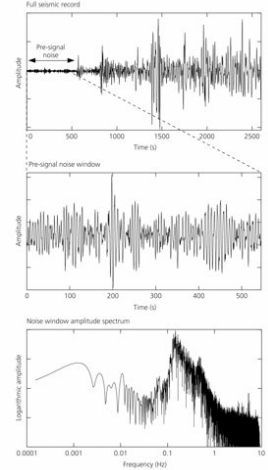 Full seismic record
Pre-signal
noise
Amplitude
0 500 1000 1500 2000 2500
Time (s)
Pre-signal noise window
Amplitude
0 100 200 300 400 500
Time (s)
Noise window amplitude spectrum
Logarithmic amplitude
0.0001 0.001 0.01 0.1 1 10
Frequency (Hz)